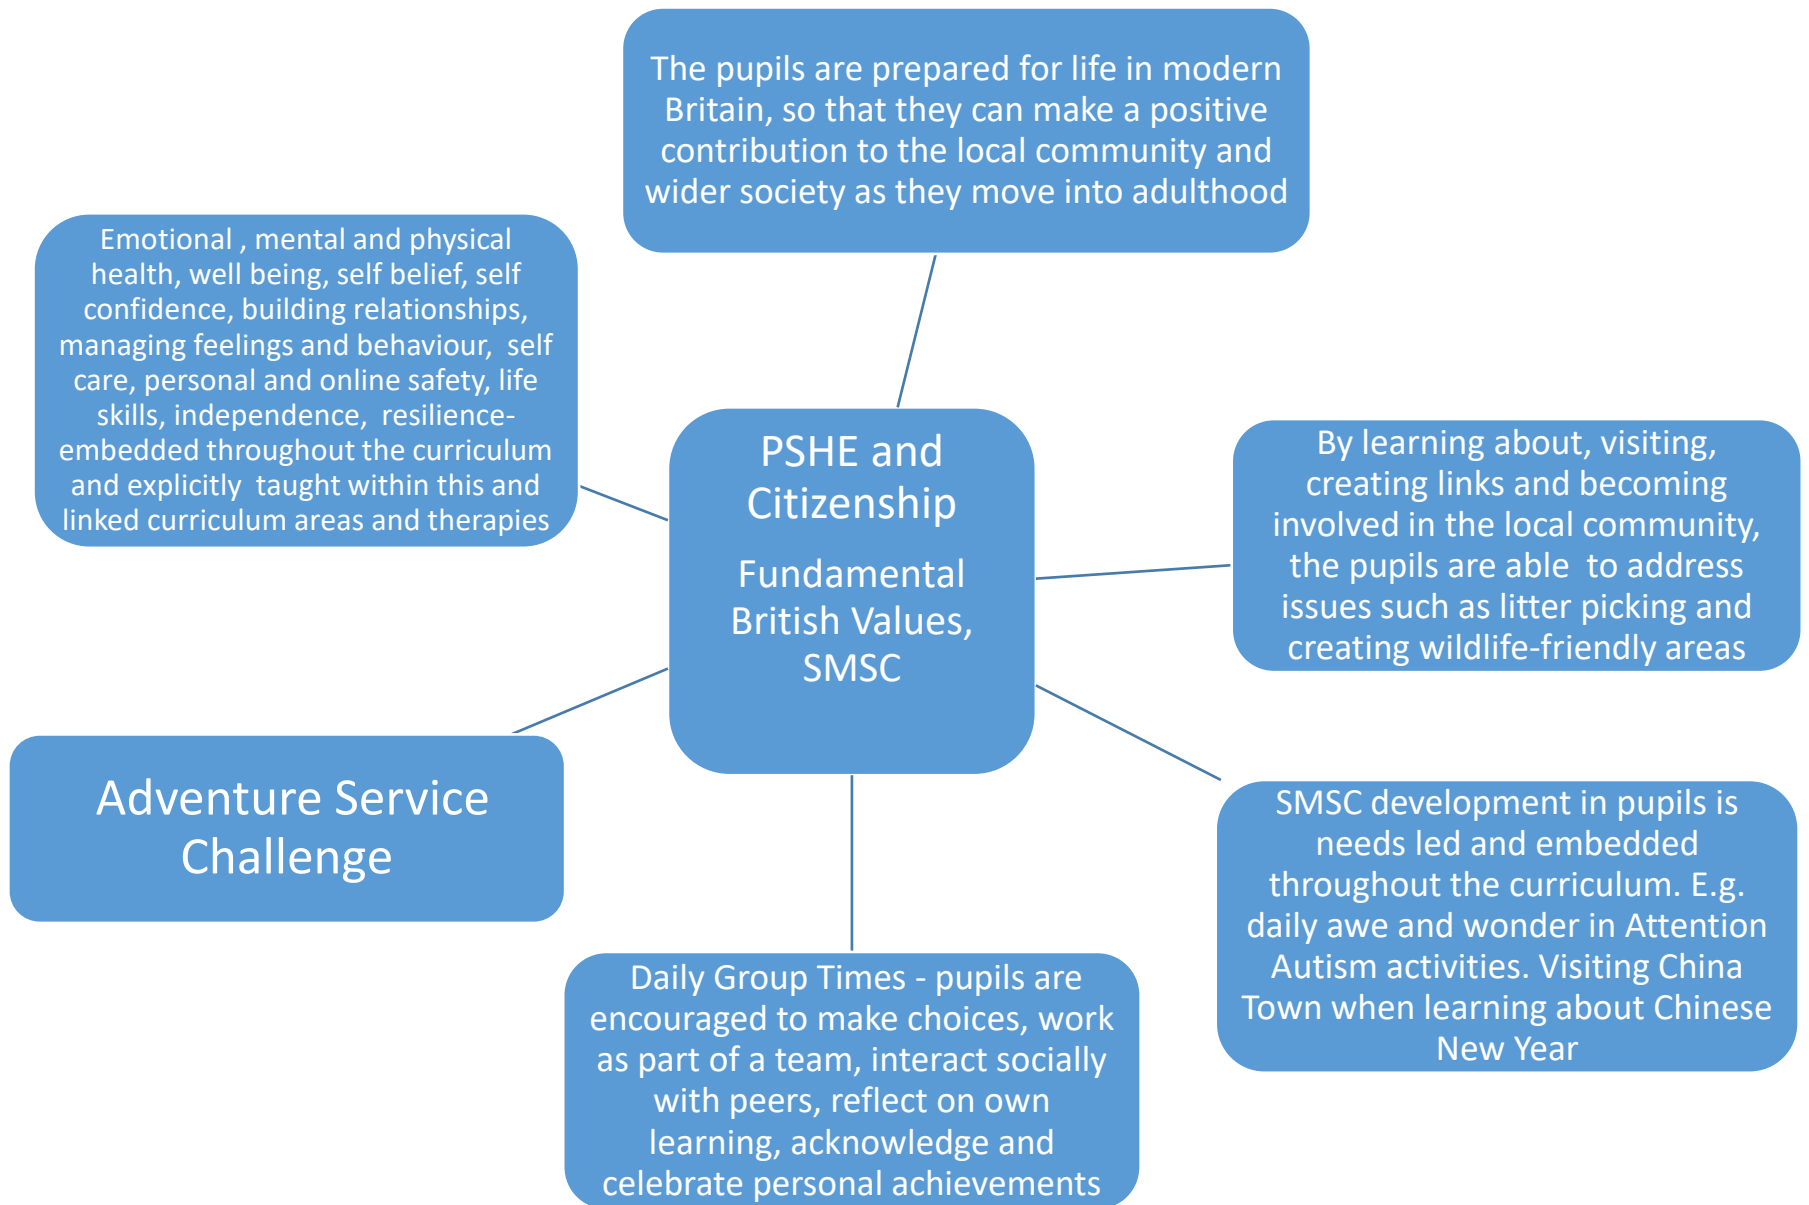 The pupils are prepared for life in modern
Britain, so that they can make a positive
contribution to the local community and
wider society as they move into adulthood
Emotional , mental and physical
health, well being, self belief, self
confidence, building relationships,
managing feelings and behaviour,  self
care, personal and online safety, life
skills, independence,  resilience-
embedded throughout the curriculum
and explicitly  taught within this and
linked curriculum areas and therapies
PSHE and
Citizenship
Fundamental
British Values,
SMSC
By learning about, visiting,
creating links and becoming
involved in the local community,
the pupils are able  to address
issues such as litter picking and
creating wildlife-friendly areas
Adventure Service
Challenge
SMSC development in pupils is
needs led and embedded
throughout the curriculum. E.g.
daily awe and wonder in Attention
Autism activities. Visiting China
Town when learning about Chinese
New Year
Daily Group Times - pupils are
encouraged to make choices, work
as part of a team, interact socially
with peers, reflect on own
learning, acknowledge and
celebrate personal achievements